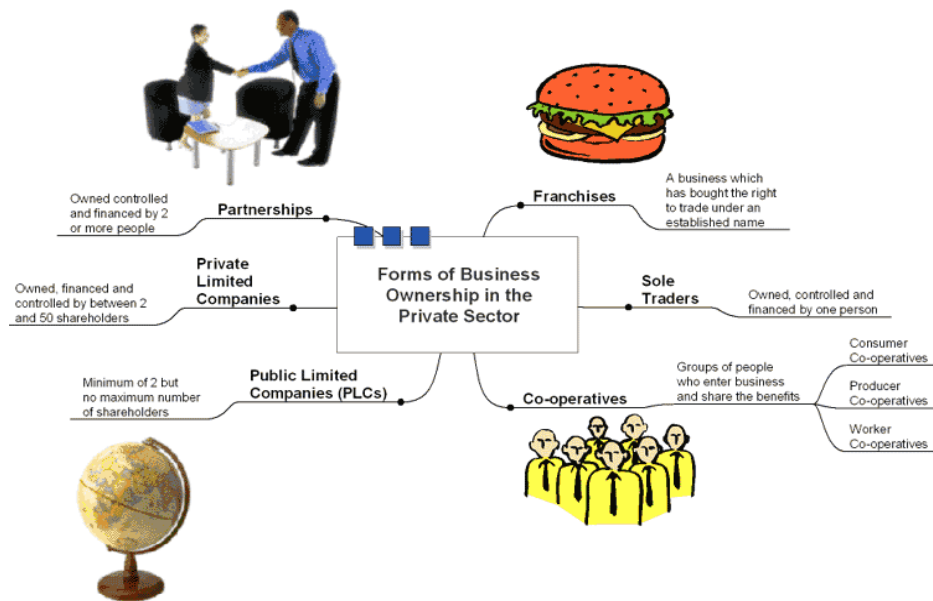 Forms of Business
Ownership in the
Private Sector
Partnerships
Owned controlled
and financed by 2
or more people
Private
Limited
Companies
Owned, financed and
controlled by between 2
and 50 shareholders
Public Limited
Companies (PLCs)
Minimum of 2 but
no maximum number
of shareholders
Franchises
A business which
has bought the right
to trade under an
established name
Sole
Traders
Owned, controlled and
financed by one person
Co-operatives
Groups of people
who enter business
and share the benefits
Consumer
Co-operatives
Producer
Co-operatives
Worker
Co-operatives